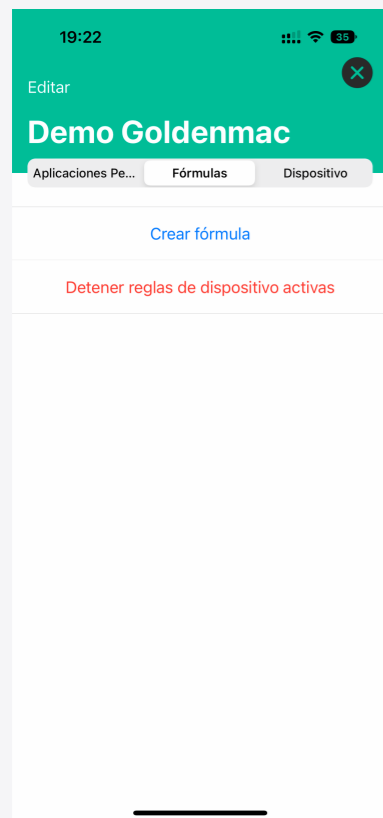 19:22
35
Editar
Demo Goldenmac
Aplicaciones Pe... Fórmulas Dispositivo
Crear fórmula
Detener reglas de dispositivo activas